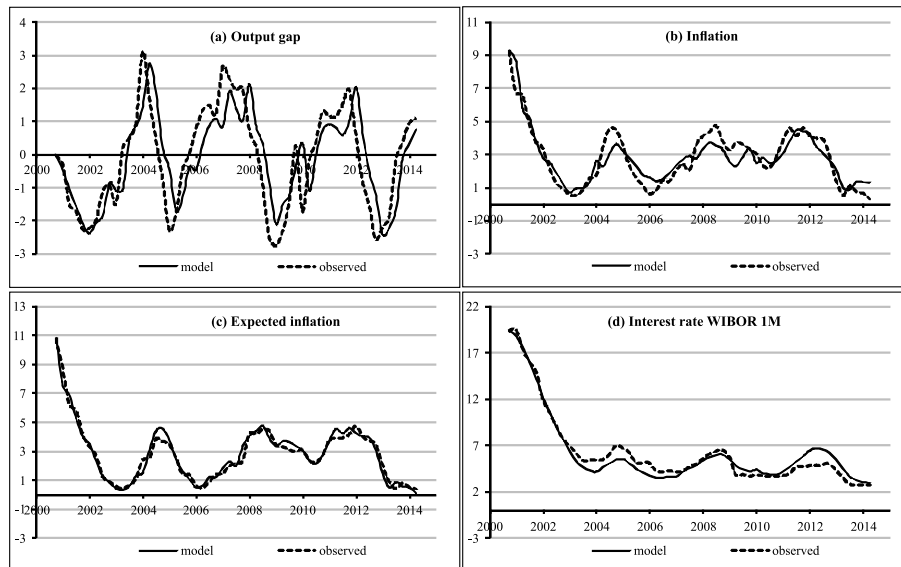 (a) Output gap
4
3
2
1
0
-1
-2
-3
2000 2002 2004 2006 2008 2010 2012 2014
model observed
(b) Inflation
11
9
7
5
3
1
-1
-3
2000 2002 2004 2006 2008 2010 2012 2014
model observed
(c) Expected inflation
13
11
9
7
5
3
1
-1
-3
2000 2002 2004 2006 2008 2010 2012 2014
model observed
(d) Interest rate WIBOR 1M
22
17
12
7
2
-3
2000 2002 2004 2006 2008 2010 2012 2014
model observed